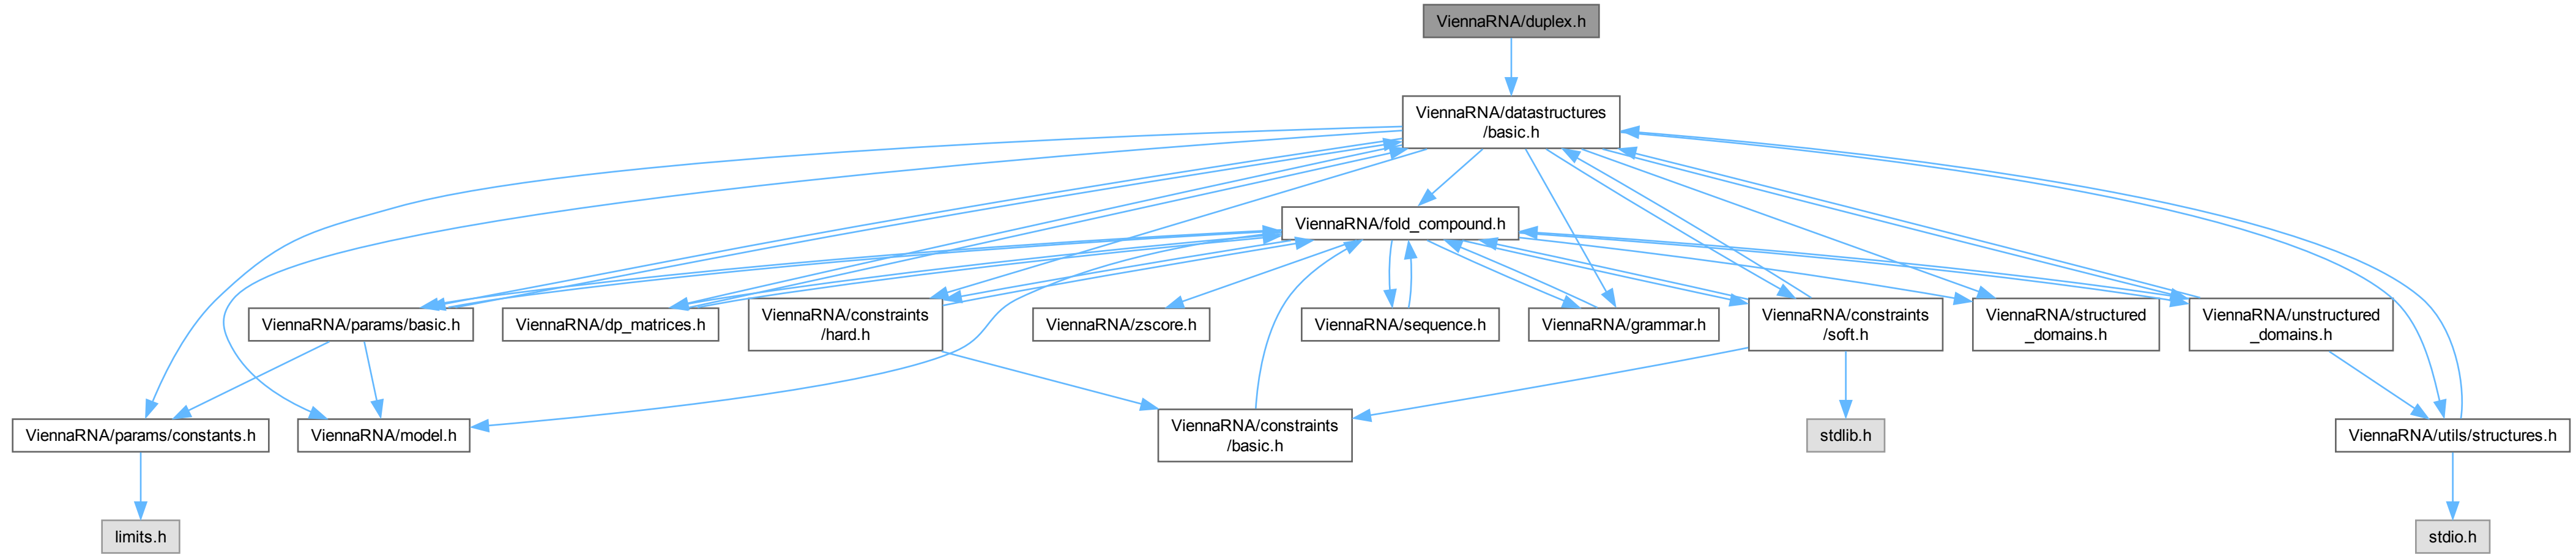 ViennaRNA/duplex.h
ViennaRNA/datastructures
/basic.h
ViennaRNA/fold_compound.h
ViennaRNA/params/basic.h
ViennaRNA/dp_matrices.h
ViennaRNA/constraints
/hard.h
ViennaRNA/zscore.h
ViennaRNA/sequence.h
ViennaRNA/grammar.h
ViennaRNA/constraints
/soft.h
ViennaRNA/structured
_domains.h
ViennaRNA/unstructured
_domains.h
ViennaRNA/params/constants.h
ViennaRNA/model.h
ViennaRNA/constraints
/basic.h
stdlib.h
ViennaRNA/utils/structures.h
limits.h
stdio.h